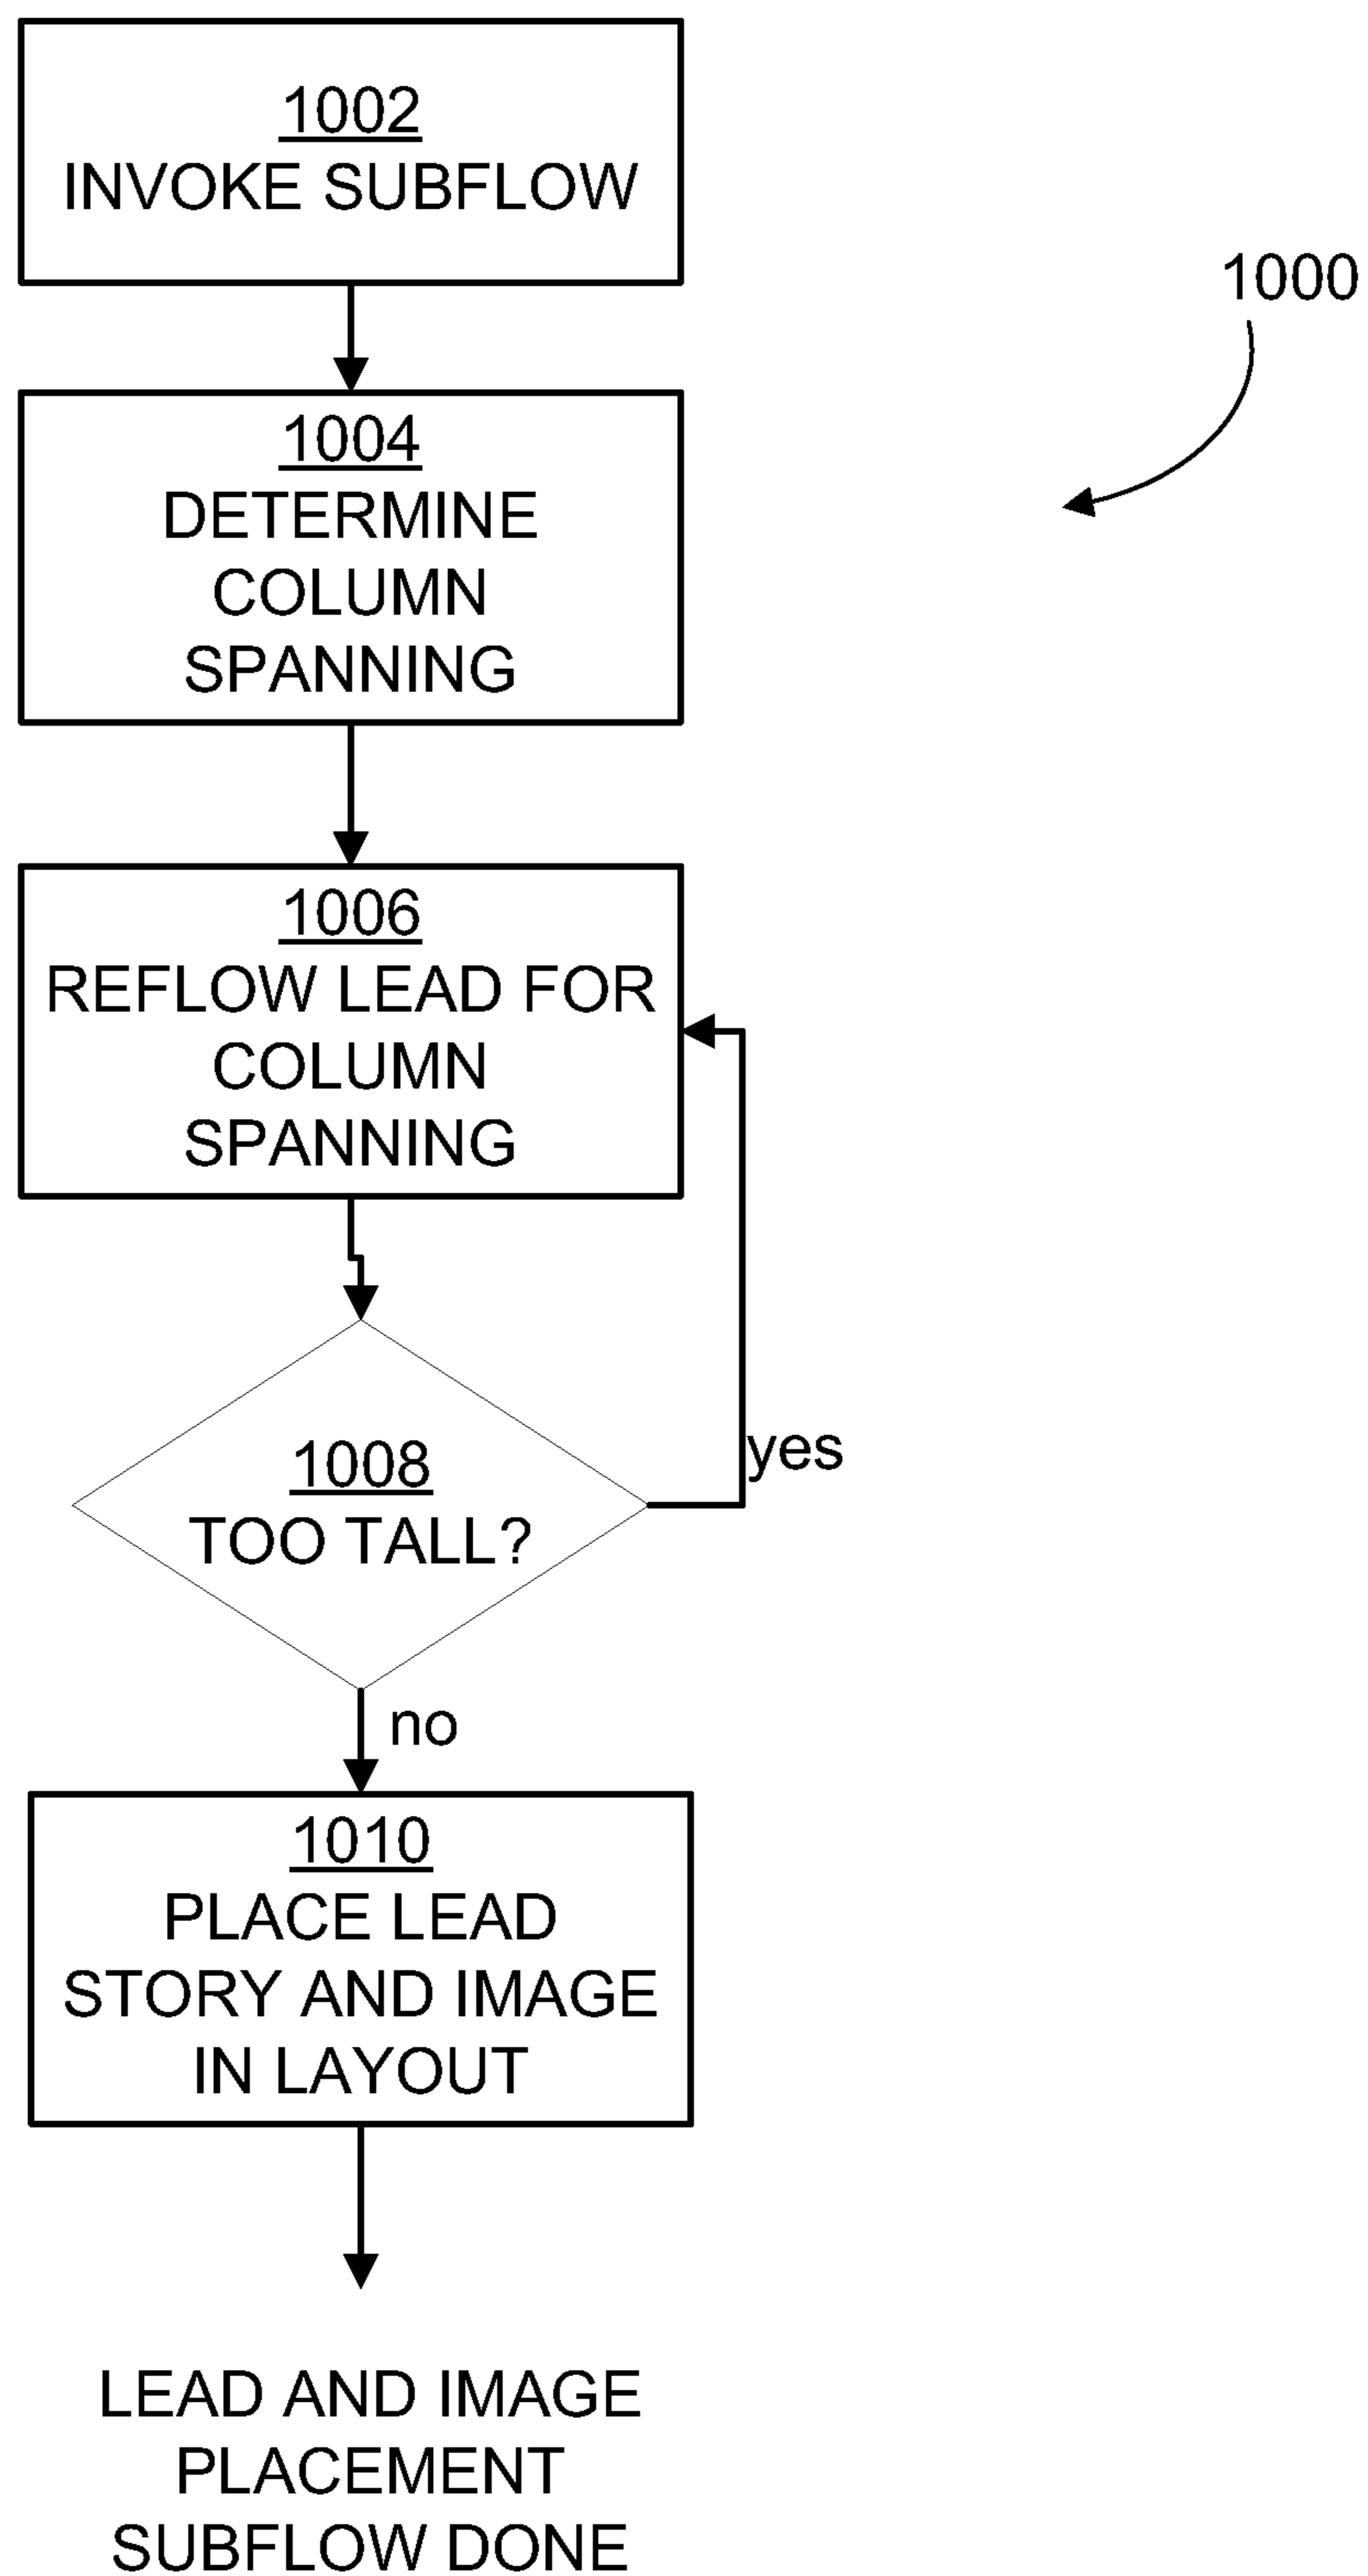 1002
INVOKE SUBFLOW
1000
1004
DETERMINE
COLUMN
SPANNING
1006
REFLOW LEAD FOR
COLUMN
SPANNING
1008
TOO TALL?
yes
no
1010
PLACE LEAD
STORY AND IMAGE
IN LAYOUT
LEAD AND IMAGE
PLACEMENT
SUBFLOW DONE